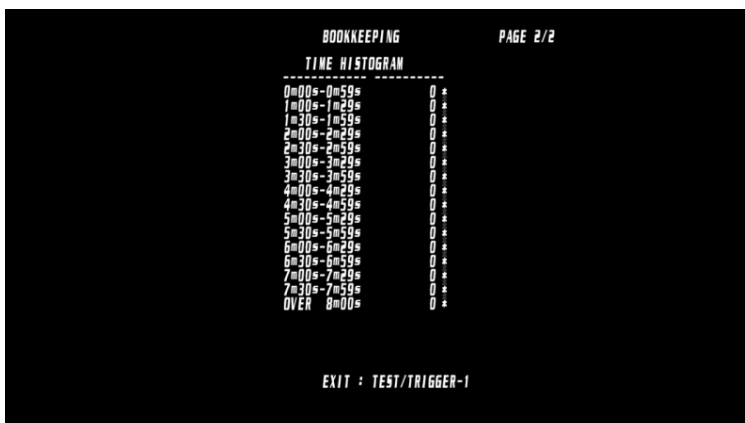 BOOKKEEPING PAGE 2/2
TIME HISTOGRAM
------------- ----------
0m00s-0m59s 0 *
1m00s-1m29s 0 *
1m30s-1m59s 0 *
2m00s-2m29s 0 *
2m30s-2m59s 0 *
3m00s-3m29s 0 *
3m30s-3m59s 0 *
4m00s-4m29s 0 *
4m30s-4m59s 0 *
5m00s-5m29s 0 *
5m30s-5m59s 0 *
6m00s-6m29s 0 *
6m30s-6m59s 0 *
7m00s-7m29s 0 *
7m30s-7m59s 0 *
OVER 8m00s 0 *
EXIT : TEST/TRIGGER-1